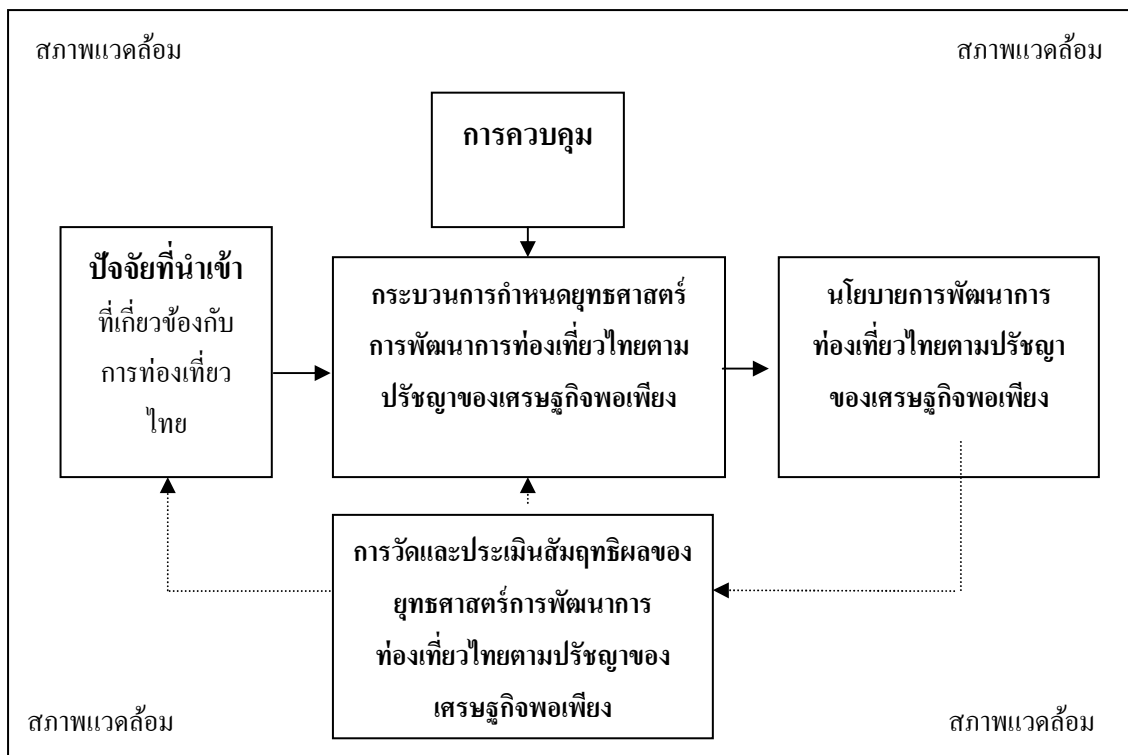 สภาพแวดล้อม
สภาพแวดล้อม
การควบคุม
ปัจจัยที่นำเข้า
ที่เกี่ยวข้องกับ
การท่องเที่ยว
ไทย
กระบวนการกำหนดยุทธศาสตร์
การพัฒนาการท่องเที่ยวไทยตาม
ปรัชญาของเศรษฐกิจพอเพียง
นโยบายการพัฒนาการ
ท่องเที่ยวไทยตามปรัชญา
ของเศรษฐกิจพอเพียง
การวัดและประเมินสัมฤทธิผลของ
ยุทธศาสตร์การพัฒนาการ
ท่องเที่ยวไทยตามปรัชญาของ
เศรษฐกิจพอเพียง
สภาพแวดล้อม
สภาพแวดล้อม